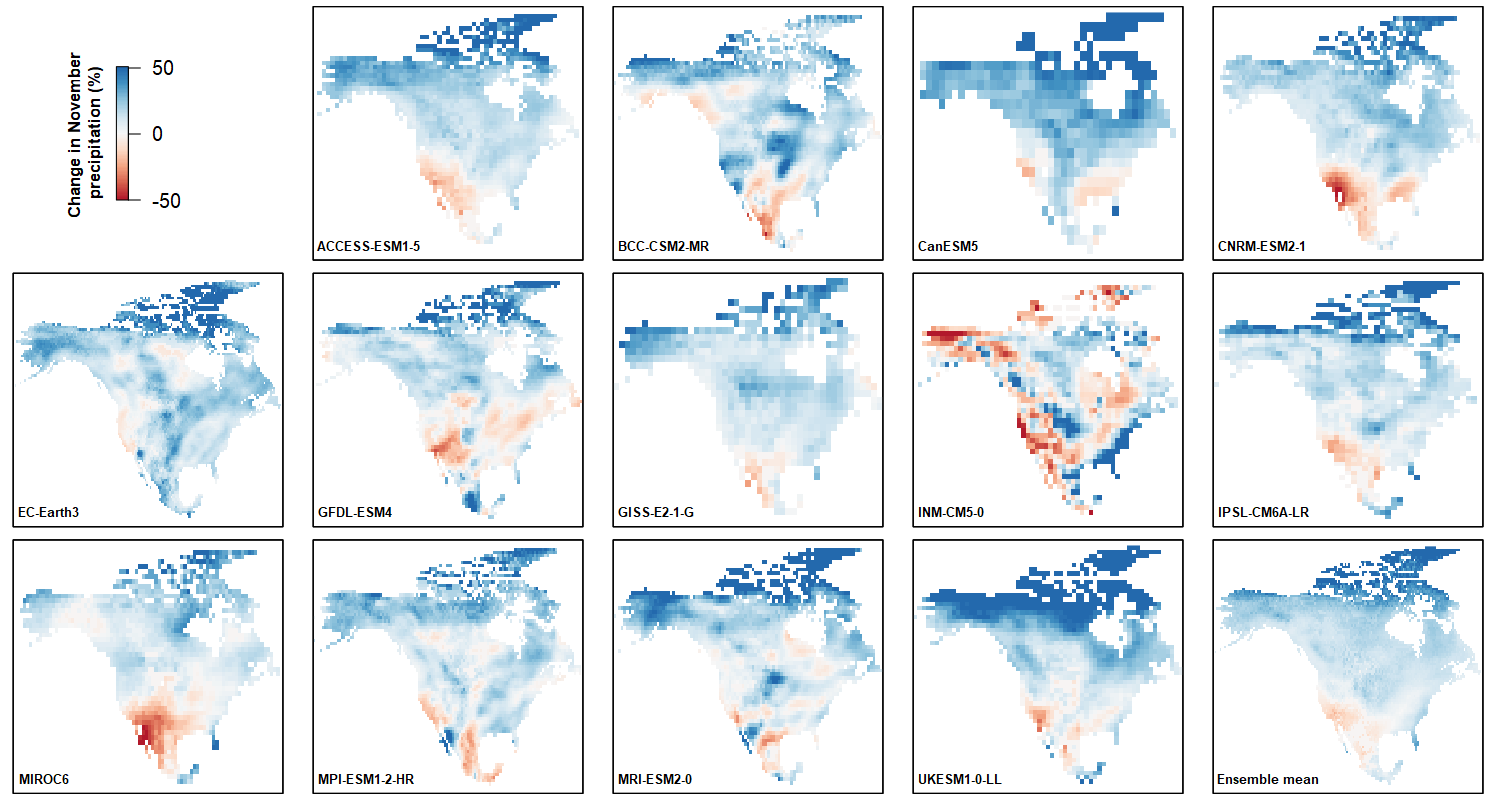 Change in November
precipitation (%)
50
0
-50
ACCESS-ESM1-5
BCC-CSM2-MR
CanESM5
CNRM-ESM2-1
EC-Earth3
GFDL-ESM4
GISS-E2-1-G
INM-CM5-0
IPSL-CM6A-LR
MIROC6
MPI-ESM1-2-HR
MRI-ESM2-0
UKESM1-0-LL
Ensemble mean